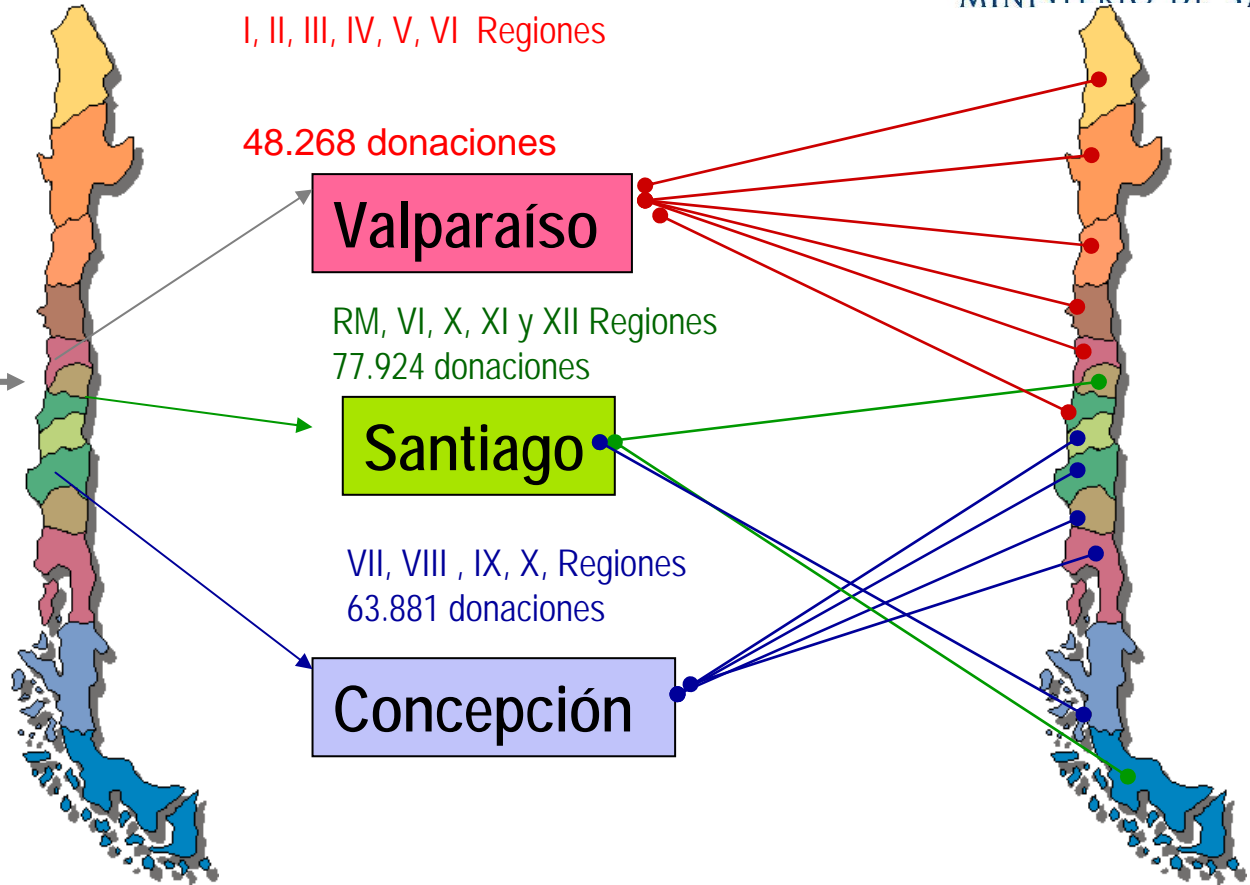 I, II, III, IV, V, VI Regiones
48.268 donaciones
Valparaíso
RM, VI, X, XI y XII Regiones
77.924 donaciones
Santiago
VII, VIII , IX, X, Regiones
63.881 donaciones
Concepción